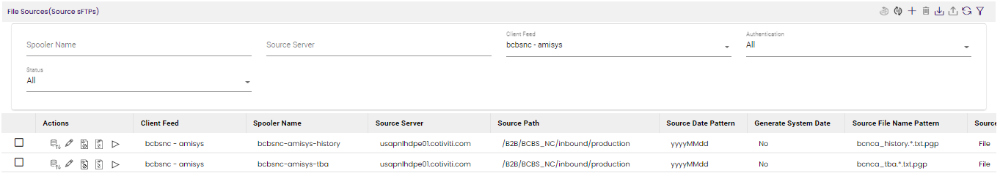 File Sources(Source sFTPs)
Client Feed Authentication
Spooler Name Source Server bcbsnc - amisys All
Status
All
Actions Client Feed Spooler Name Source Server Source Path Source Date Pattern Generate System Date Source File Name Pattern Source
bcbsnc - amisys bcbsnc-amisys-history usapnlhdpe01.cotiviti.com /B2B/BCBS_NC/inbound/production yyyyMMdd No bcnca_history.*.txt.pgp File
bcbsnc - amisys bcbsnc-amisys-tba usapnlhdpe01.cotiviti.com /B2B/BCBS_NC/inbound/production yyyyMMdd No bcnca_tba.*.txt.pgp File